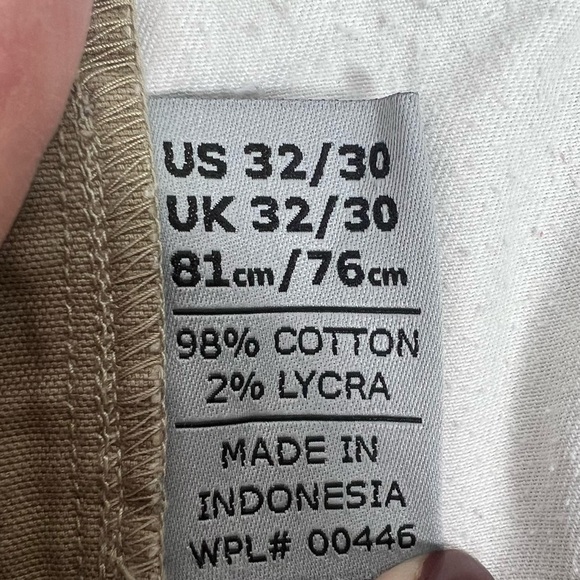 US 32/30
UK 32/30
81cm/76cm
98% COTTON
2% LYCRA
MADE IN
INDONESIA
WPL# 00446